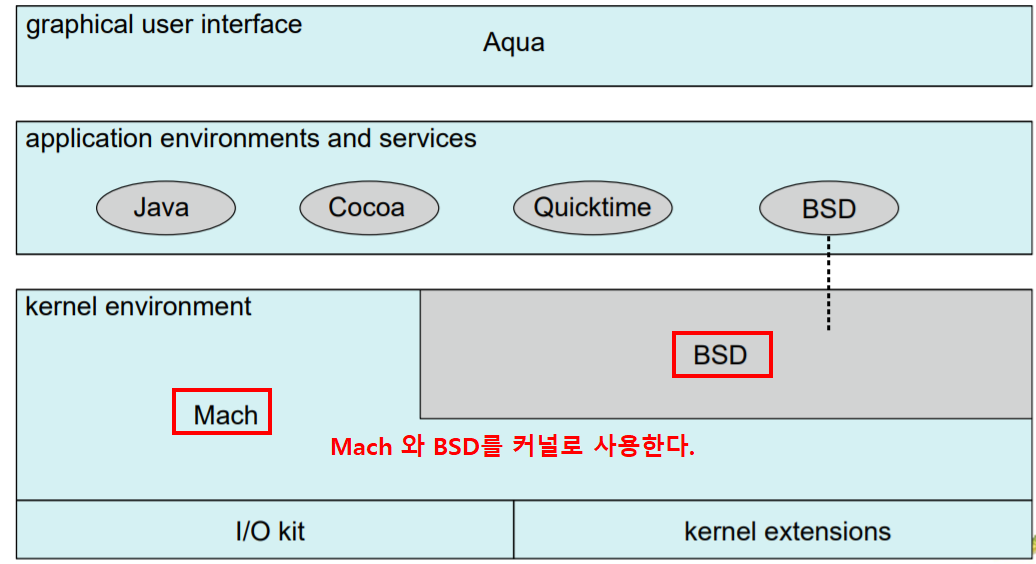 graphical user interface
Aqua
application environments and services
Java
Cocoa
Quicktime
BSD
kernel environment
BSD
Mach
Mach 와 BSD를 커널로 사용한다.
I/O kit
kernel extensions